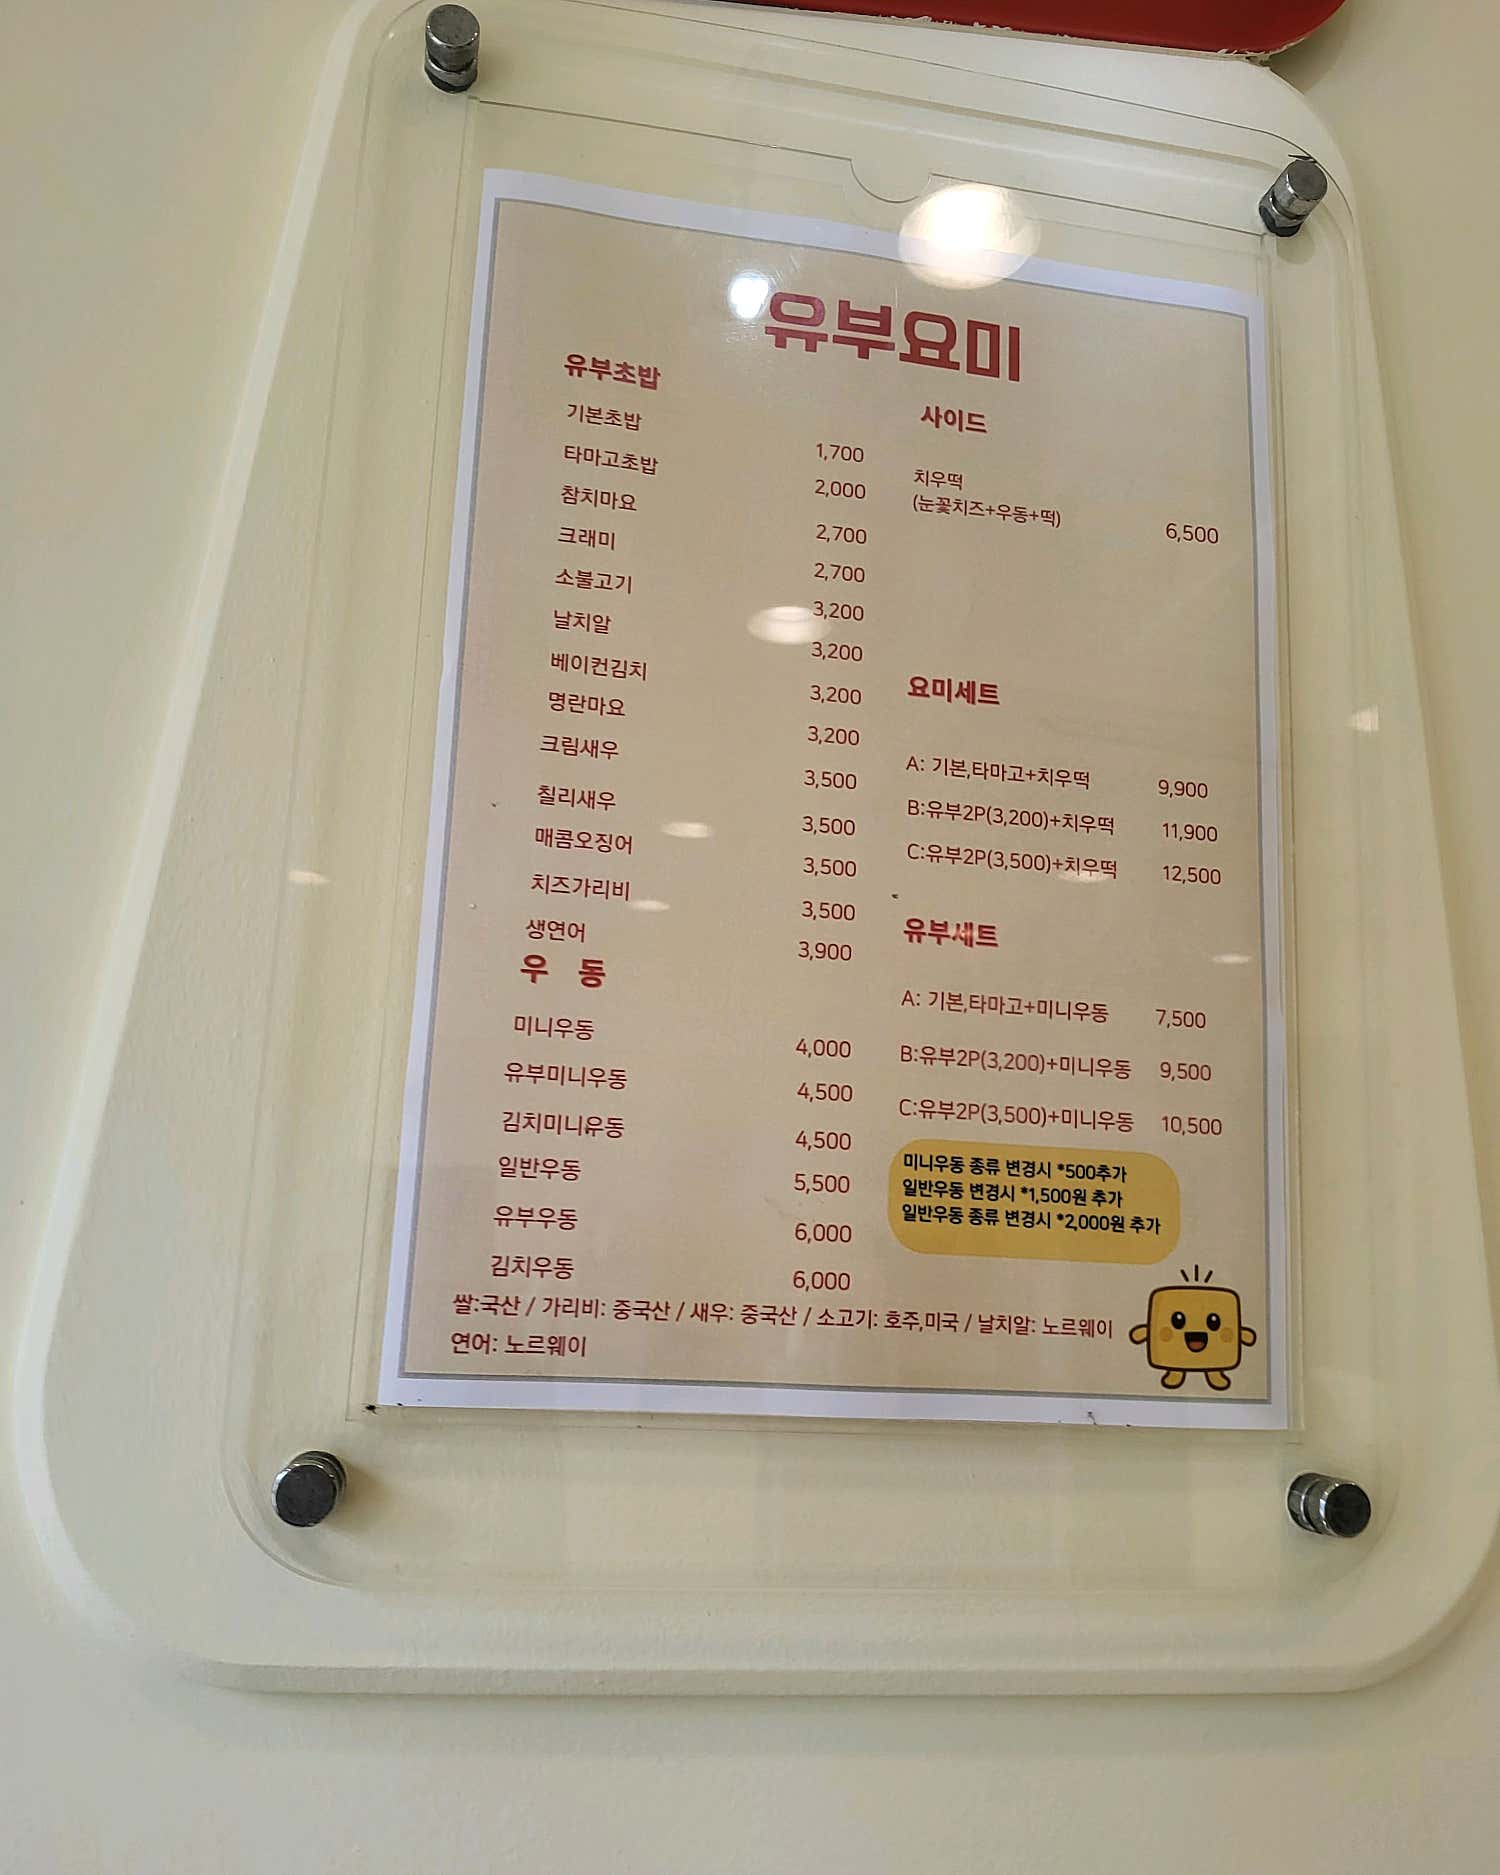 유부요미
유부초밥
기본초밥 1,700
타마고초밥 2,000
참치마요 2,700
크래미 2,700
소불고기 3,200
날치알 3,200
베이컨김치 3,200
명란마요 3,200
크림새우 3,500
칠리새우 3,500
매콤오징어 3,500
치즈가리비 3,500
생연어 3,900
우 동
미니우동 4,000
유부미니우동 4,500
김치미니유동 4,500
일반우동 5,500
유부우동 6,000
김치우동 6,000
사이드
치우떡
(눈꽃치즈+우동+떡) 6,500
요미세트
A: 기본,타마고+치우떡 9,900
B:유부2P(3,200)+치우떡 11,900
C:유부2P(3,500)+치우떡 12,500
유부세트
A: 기본,타마고+미니우동 7,500
B:유부2P(3,200)+미니우동 9,500
C:유부2P(3,500)+미니우동 10,500
미니우동 종류 변경시 *500추가
일반우동 변경시 *1,500원 추가
일반우동 종류 변경시 *2,000원 추가
쌀:국산 / 가리비: 중국산 / 새우: 중국산 / 소고기: 호주,미국 / 날치알: 노르웨이
연어: 노르웨이